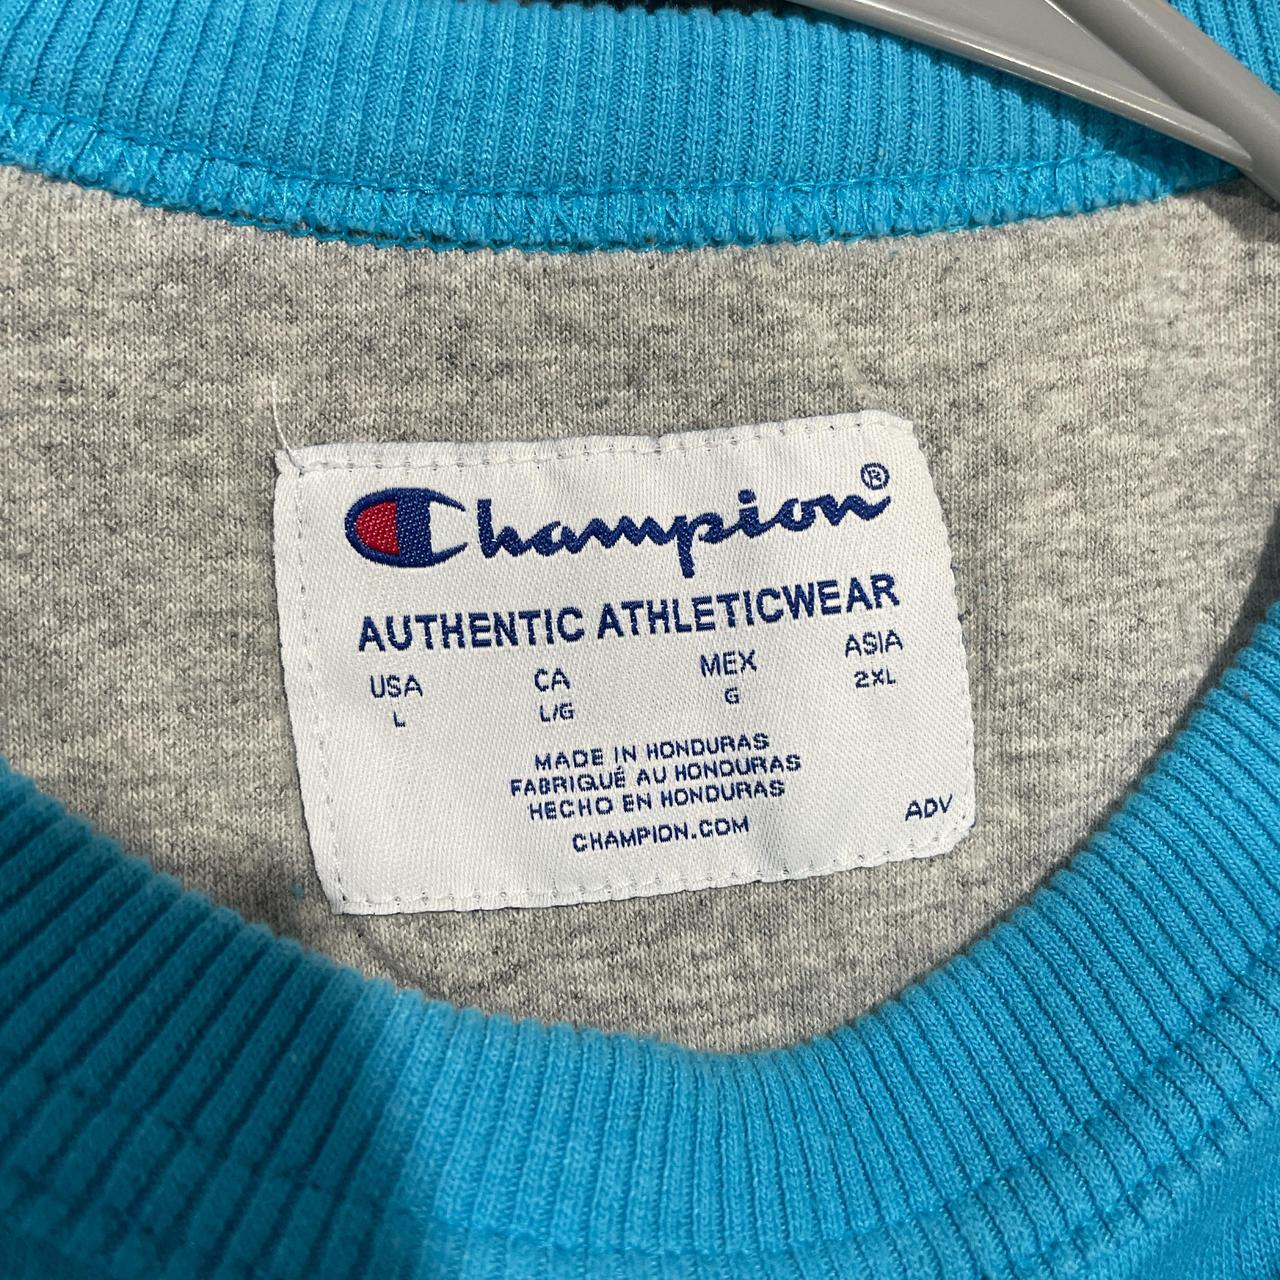 Champion®
AUTHENTIC ATHLETICWEAR
USA CA MEX ASIA
L L/G G 2XL
MADE IN HONDURAS
FABRIQUÉ AU HONDURAS
HECHO EN HONDURAS
CHAMPION.COM
ADV